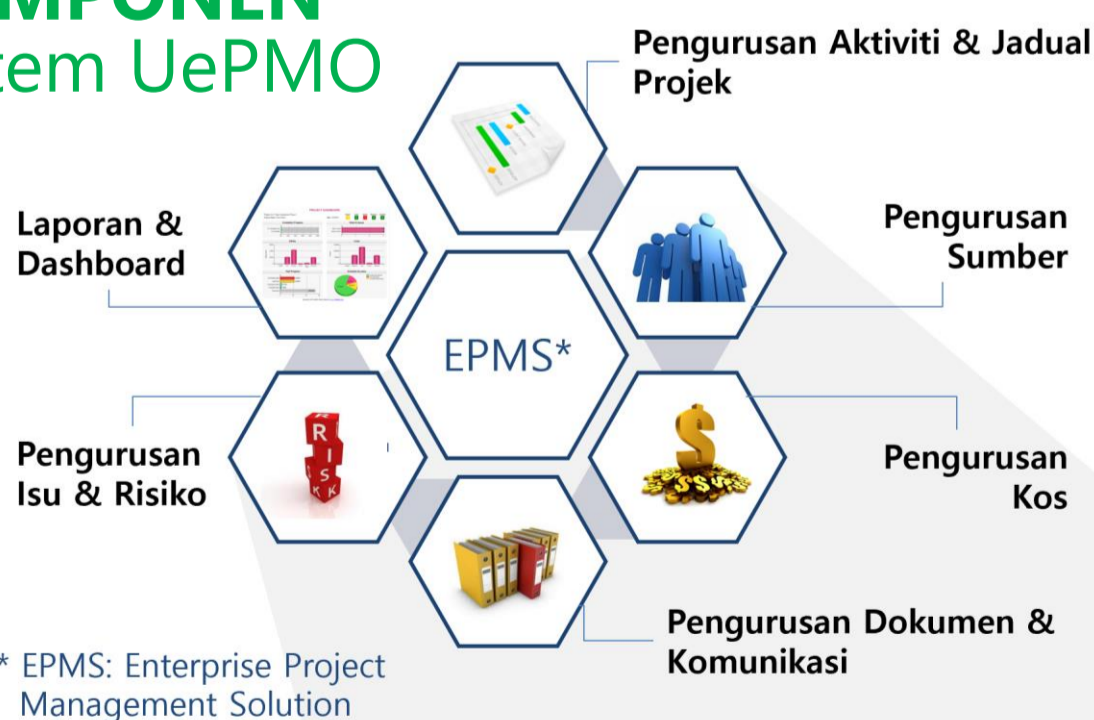 MPONEN
tem UePMO
Pengurusan Aktiviti & Jadual
Projek
Laporan &
Dashboard
Pengurusan
Sumber
EPMS*
Pengurusan
Isu & Risiko
RISK
Pengurusan
Kos
Pengurusan Dokumen &
Komunikasi
* EPMS: Enterprise Project
Management Solution